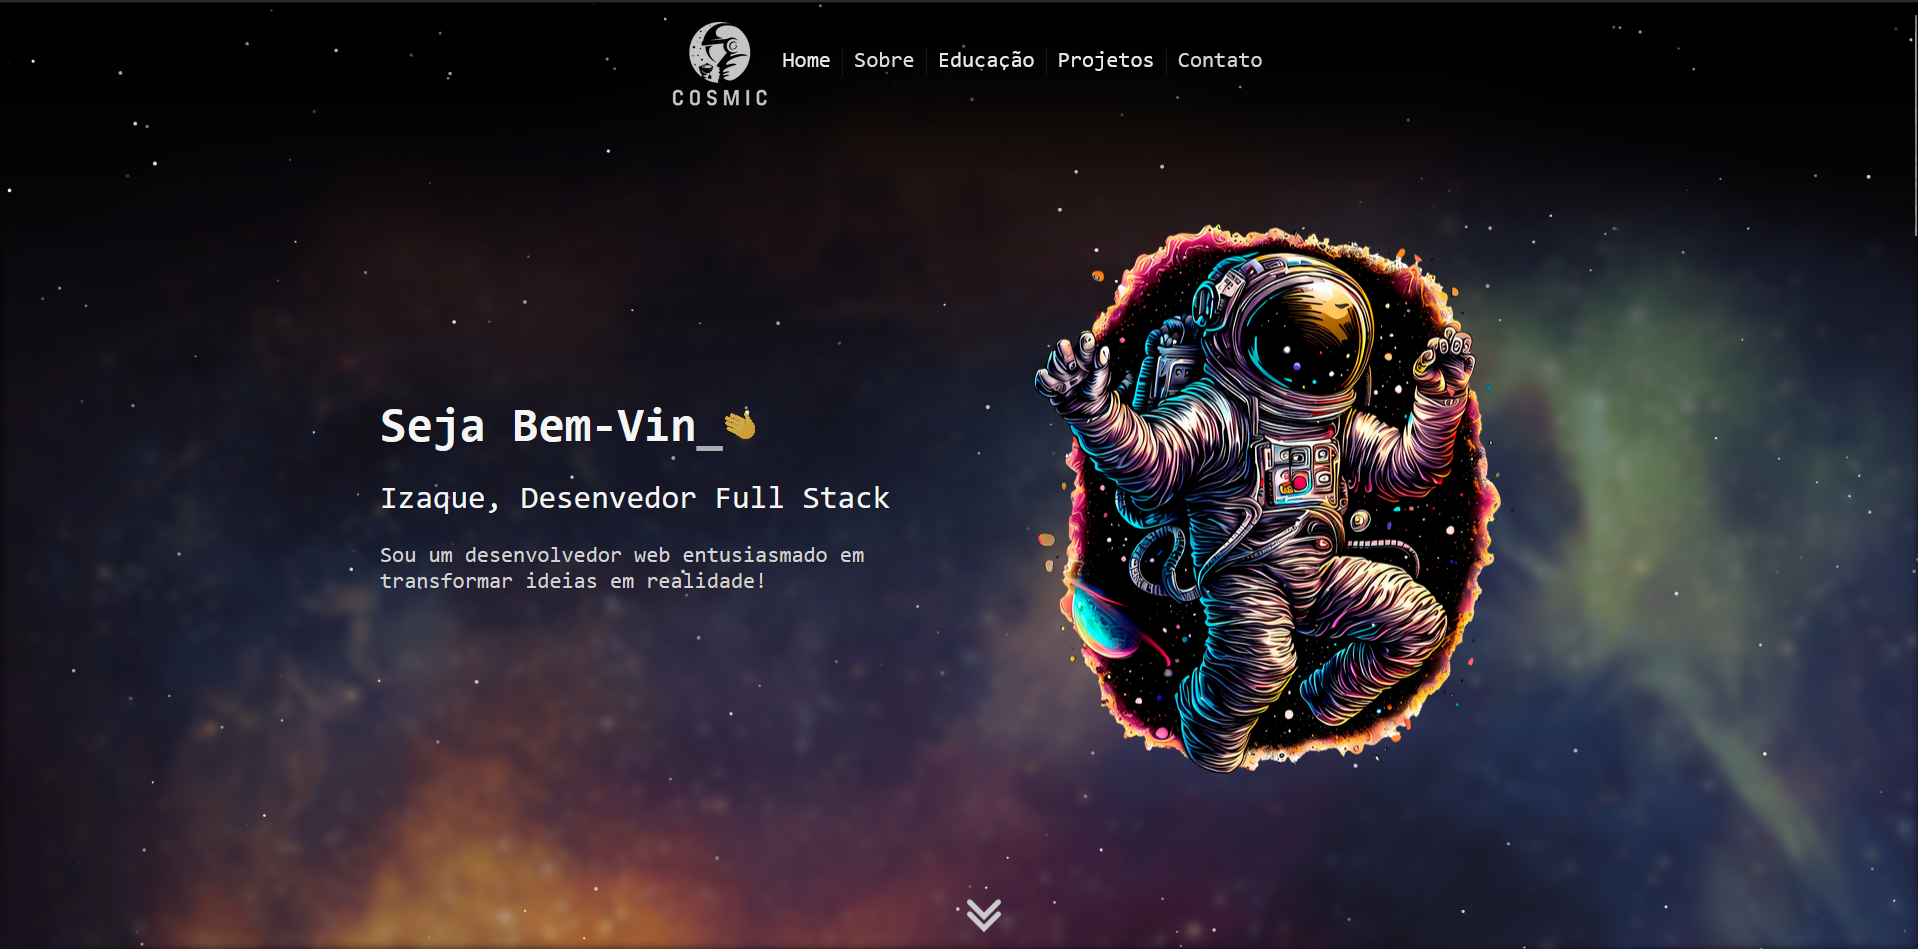 COSMIC
Home Sobre Educação Projetos Contato
Seja Bem-Vin_
Izaque, Desenvedor Full Stack
Sou um desenvolvedor web entusiasmado em
transformar ideias em realidade!